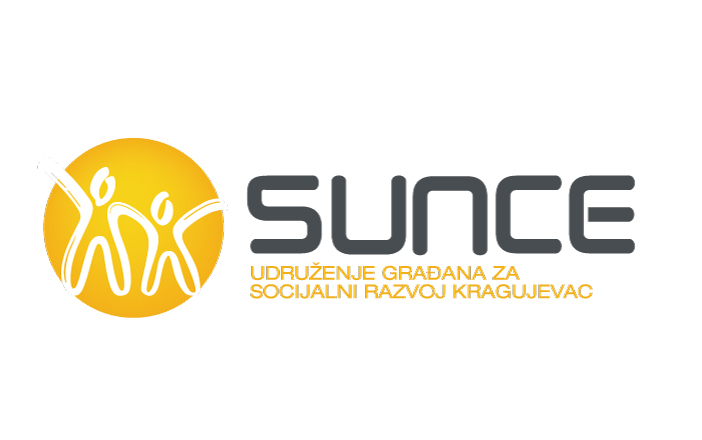 SUNCE
UDRUŽENJE GRAĐANA ZA
SOCIJALNI RAZVOJ KRAGUJEVAC